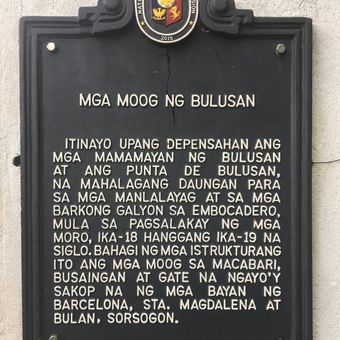 2015
MGA MOOG NG BULUSAN
ITINAYO UPANG DEPENSAHAN ANG
MGA MAMAMAYAN NG BULUSAN
AT ANG PUNTA DE BULUSAN,
NA MAHALAGANG DAUNGAN PARA
SA MGA MANLALAYAG AT SA MGA
BARKONG GALYON SA EMBOCADERO,
MULA SA PAGSALAKAY NG MGA
MORO, IKA-18 HANGGANG IKA-19 NA
SIGLO. BAHAGI NG MGA ISTRUKTURANG
ITO ANG MGA MOOG SA MACABARI,
BUSAINGAN AT GATE NA NGAYO'Y
SAKOP NA NG MGA BAYAN NG
BARCELONA, STA. MAGDALENA AT
BULAN, SORSOGON.